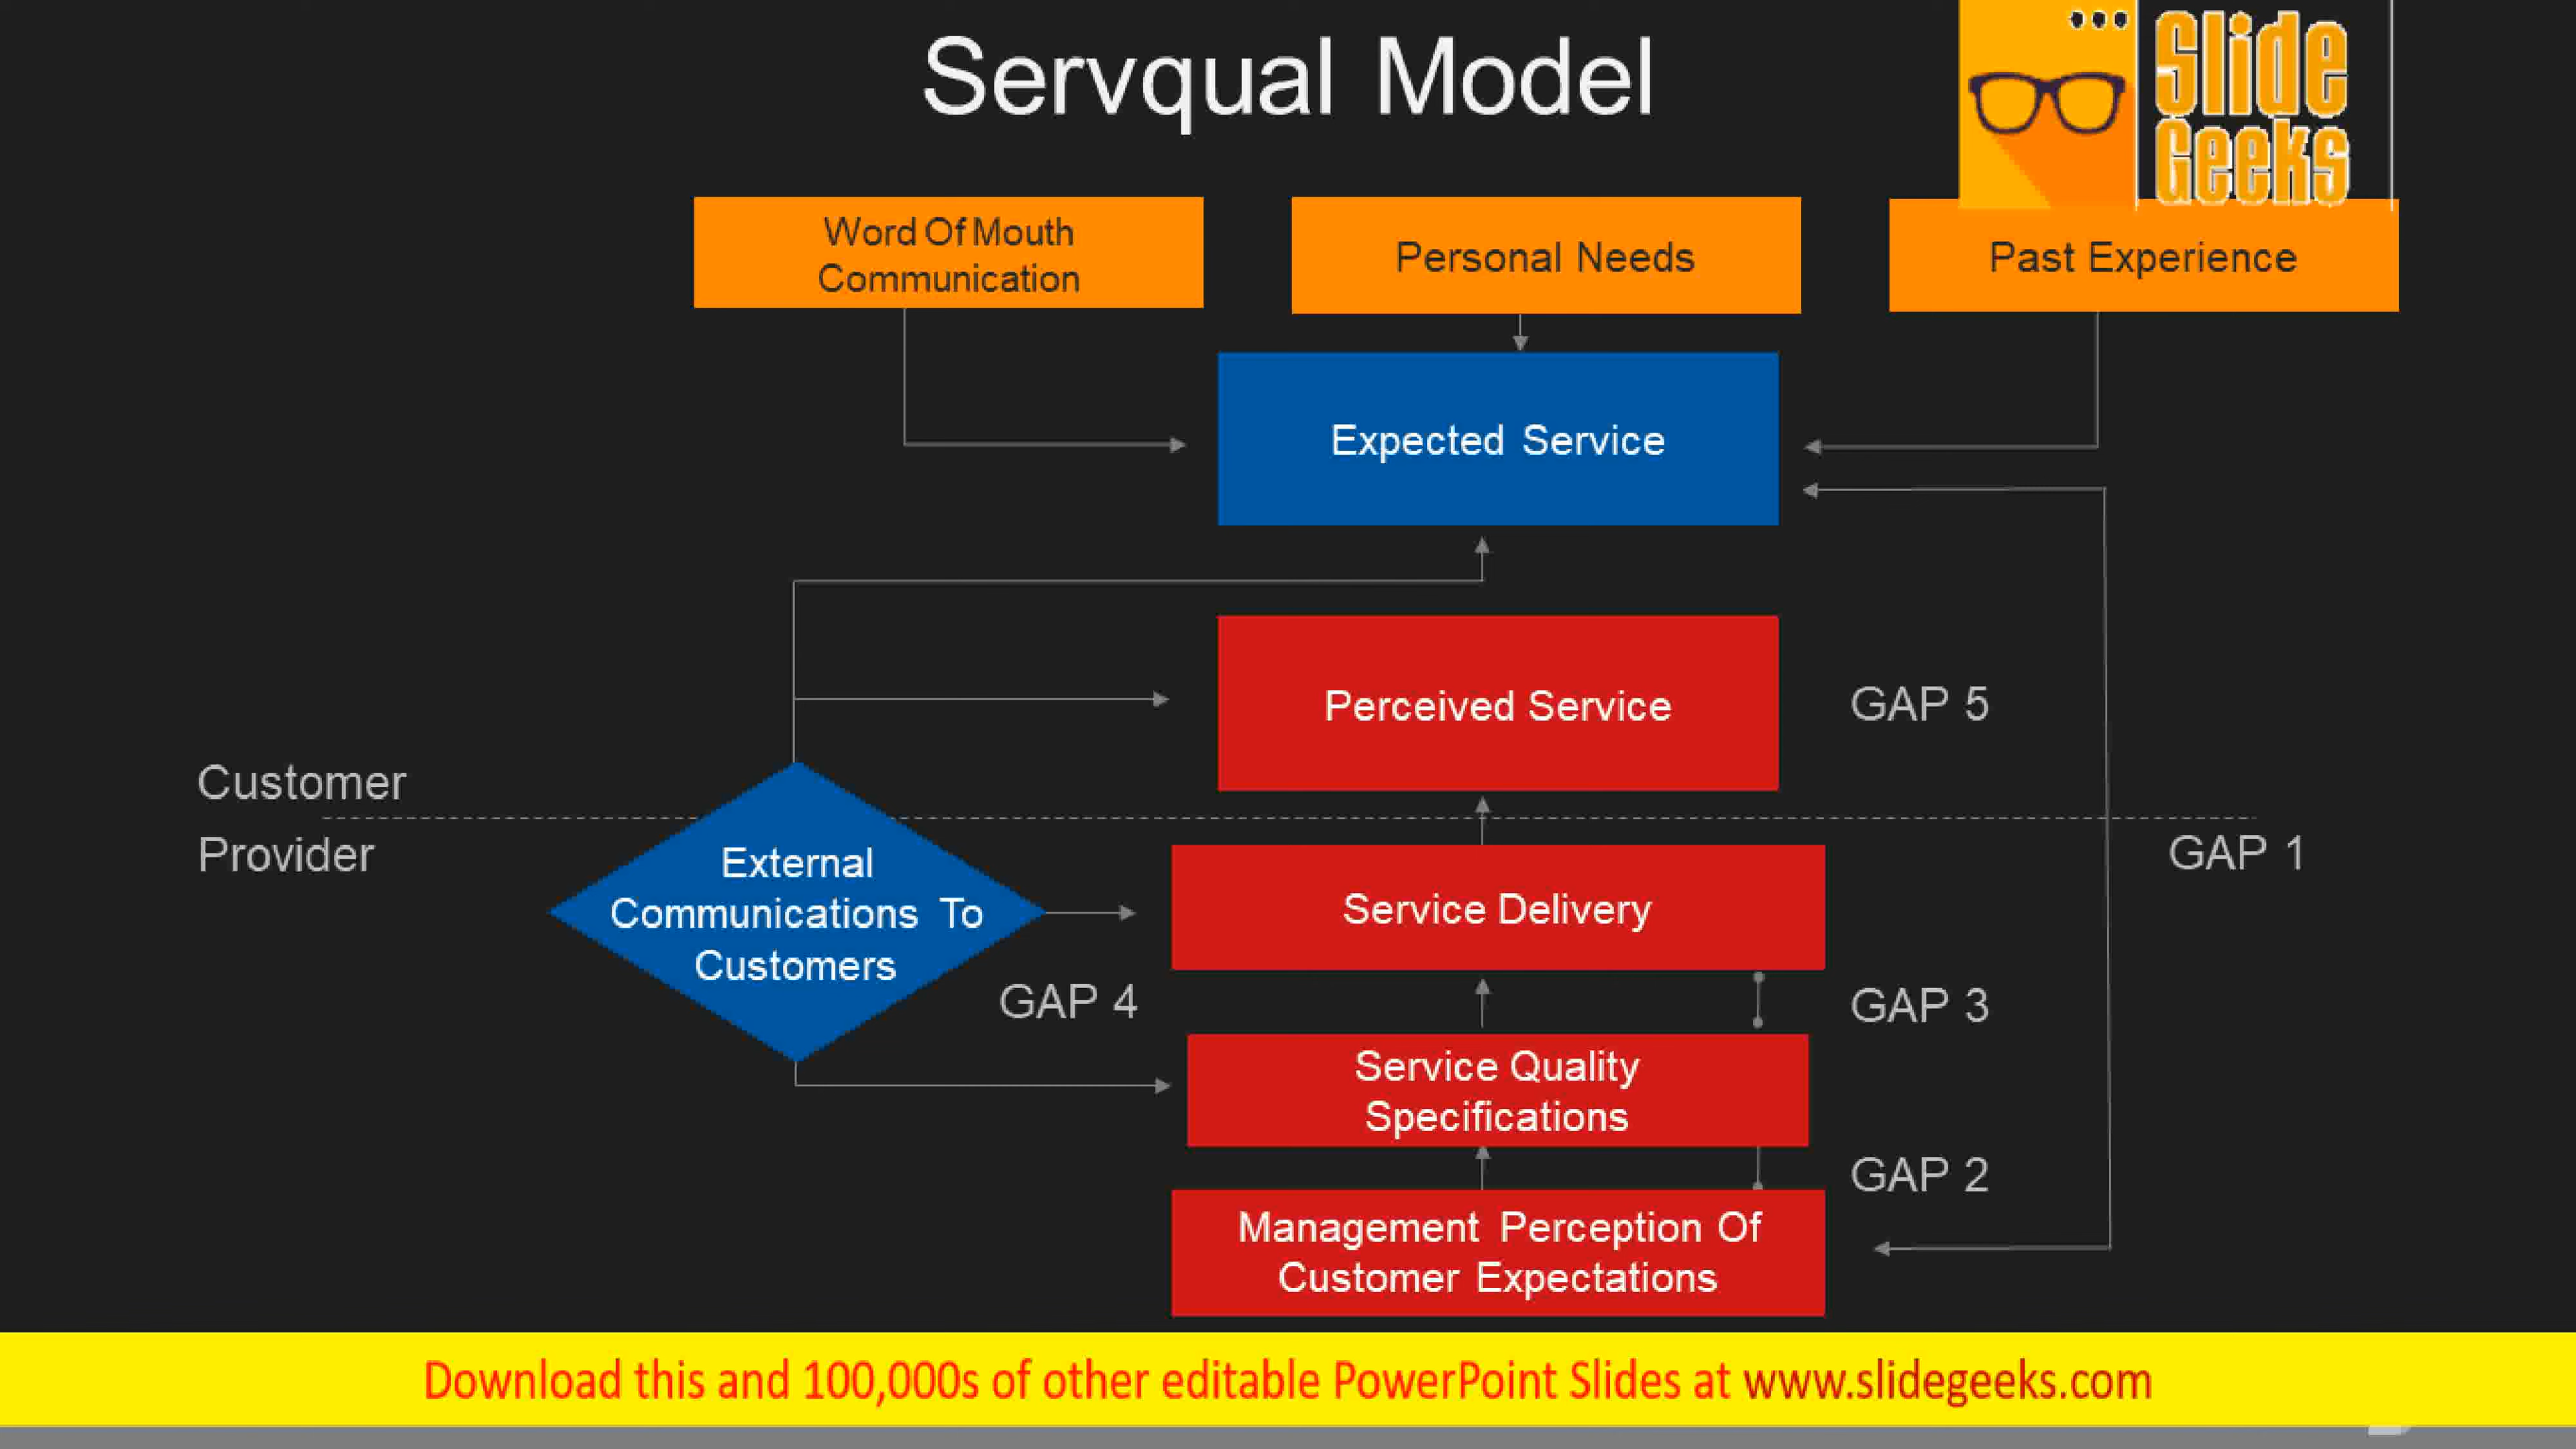 Servqual Model
Slide
Geeks
Word Of Mouth
Communication
Personal Needs
Past Experience
Expected Service
Perceived Service
GAP 5
Customer
Provider
External
Communications To
Customers
Service Delivery
GAP 1
GAP 4
GAP 3
Service Quality
Specifications
GAP 2
Management Perception Of
Customer Expectations
Download this and 100,000s of other editable PowerPoint Slides at www.slidegeeks.com